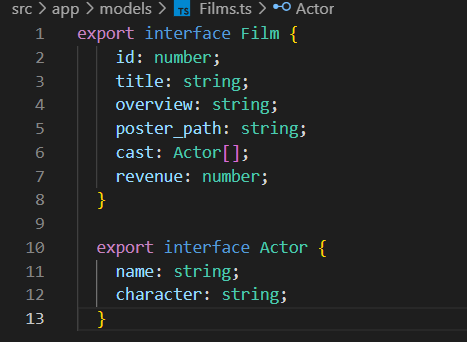 src > app > models > TS Films.ts > Actor
1 export interface Film {
2 id: number;
3 title: string;
4 overview: string;
5 poster_path: string;
6 cast: Actor[];
7 revenue: number;
8 }
9
10 export interface Actor {
11 name: string;
12 character: string;
13 }